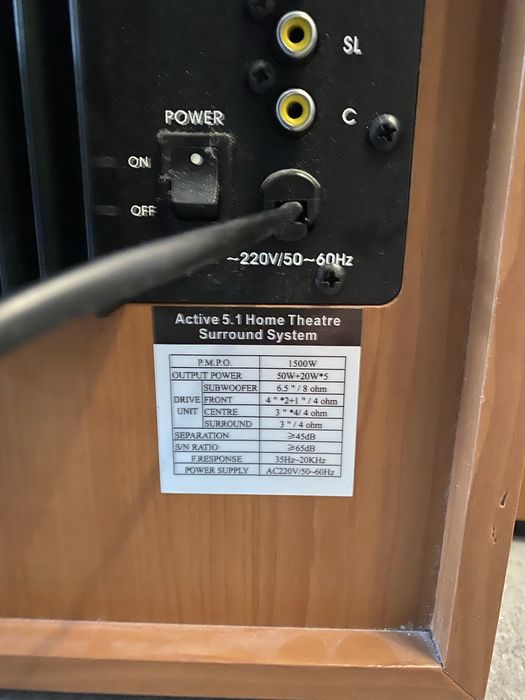 SL
C
POWER
ON
OFF
~220V/50~60Hz
Active 5.1 Home Theatre
Surround System
P.M.P.O. 1500W
OUTPUT POWER 50W+20W*5
DRIVE UNIT
SUBWOOFER 6.5 " / 8 ohm
FRONT 4 " *2+1 " / 4 ohm
CENTRE 3 " *4/ 4 ohm
SURROUND 3 " / 4 ohm
SEPARATION ≥45dB
S/N RATIO ≥65dB
F.RESPONSE 35Hz~20KHz
POWER SUPPLY AC220V/50~60Hz